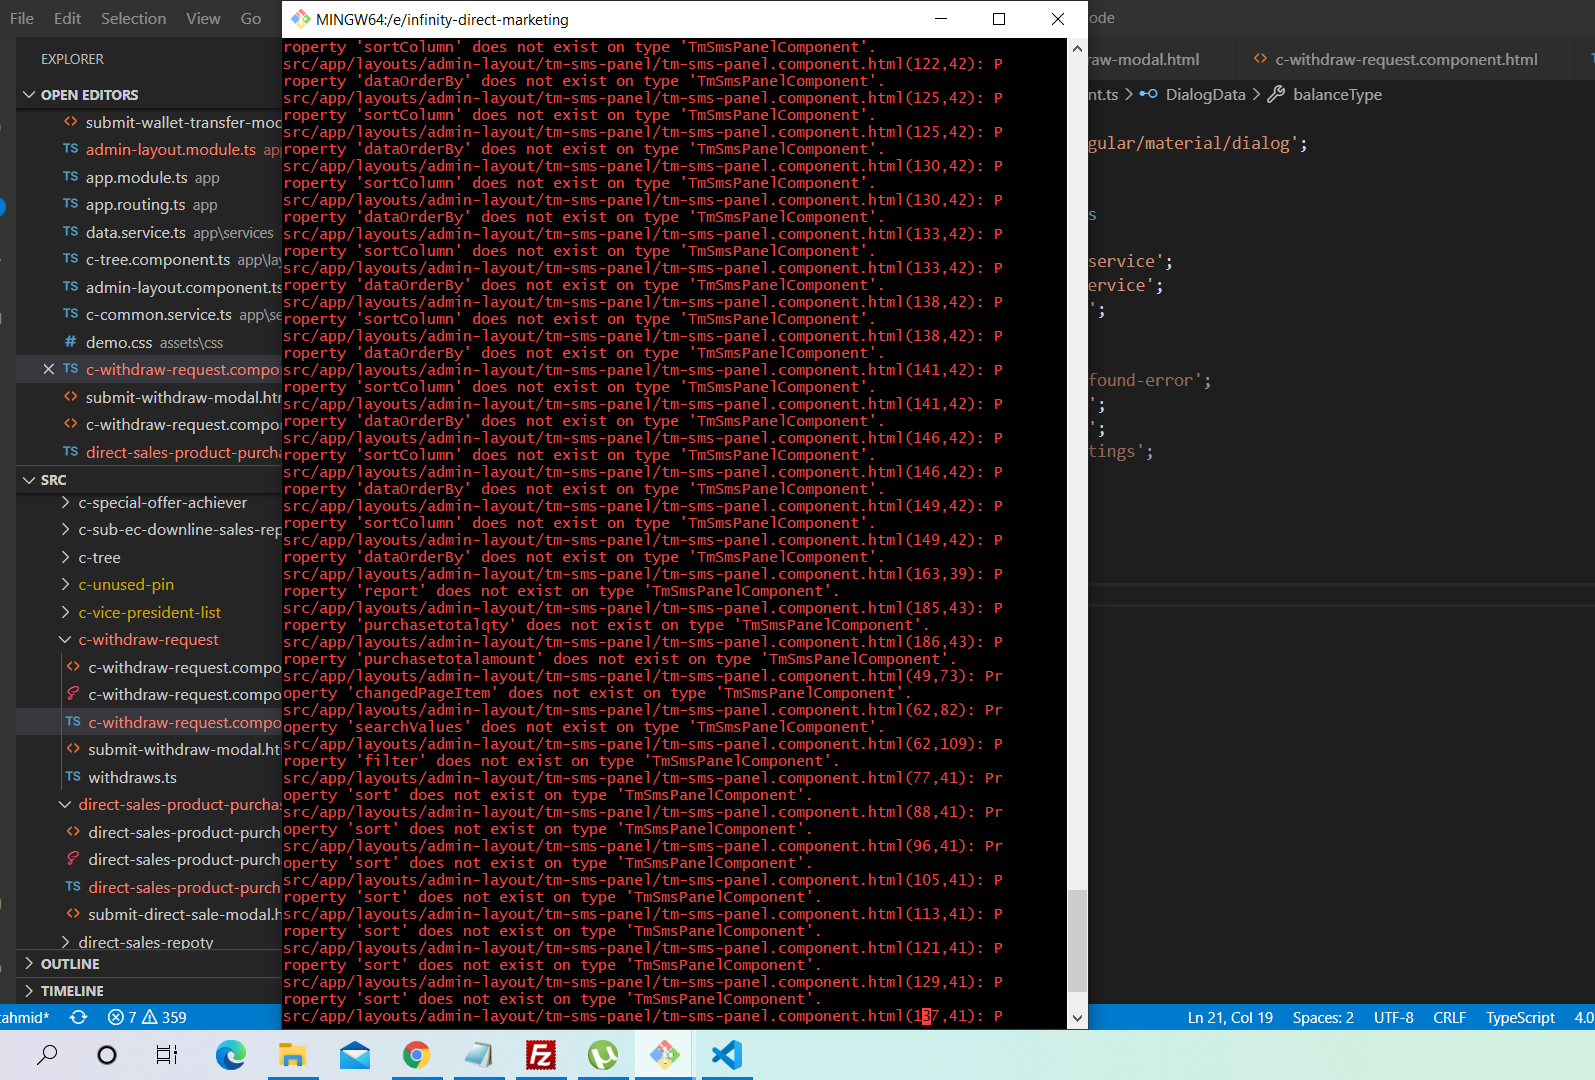 File Edit Selection View Go
MINGW64:/e/infinity-direct-marketing
ode
EXPLORER
OPEN EDITORS
submit-wallet-transfer-mod
TS admin-layout.module.ts app
TS app.module.ts app
TS app.routing.ts app
TS data.service.ts app\services
TS c-tree.component.ts app\lay
TS admin-layout.component.ts
TS c-common.service.ts app\se
# demo.css assets\css
TS c-withdraw-request.compo
submit-withdraw-modal.htm
c-withdraw-request.compo
TS direct-sales-product-purcha
SRC
c-special-offer-achiever
c-sub-ec-downline-sales-rep
c-tree
c-unused-pin
c-vice-president-list
c-withdraw-request
c-withdraw-request.compo
c-withdraw-request.compo
TS c-withdraw-request.compo
submit-withdraw-modal.ht
TS withdraws.ts
direct-sales-product-purcha
direct-sales-product-purch
direct-sales-product-purch
TS direct-sales-product-purch
submit-direct-sale-modal.h
direct-sales-repoty
OUTLINE
TIMELINE
roperty 'sortColumn' does not exist on type 'TmSmsPanelComponent'.
src/app/layouts/admin-layout/tm-sms-panel/tm-sms-panel.component.html(122,42): P
roperty 'dataOrderBy' does not exist on type 'TmSmsPanelComponent'.
src/app/layouts/admin-layout/tm-sms-panel/tm-sms-panel.component.html(125,42): P
roperty 'sortColumn' does not exist on type 'TmSmsPanelComponent'.
src/app/layouts/admin-layout/tm-sms-panel/tm-sms-panel.component.html(125,42): P
roperty 'dataOrderBy' does not exist on type 'TmSmsPanelComponent'.
src/app/layouts/admin-layout/tm-sms-panel/tm-sms-panel.component.html(130,42): P
roperty 'sortColumn' does not exist on type 'TmSmsPanelComponent'.
src/app/layouts/admin-layout/tm-sms-panel/tm-sms-panel.component.html(130,42): P
roperty 'dataOrderBy' does not exist on type 'TmSmsPanelComponent'.
src/app/layouts/admin-layout/tm-sms-panel/tm-sms-panel.component.html(133,42): P
roperty 'sortColumn' does not exist on type 'TmSmsPanelComponent'.
src/app/layouts/admin-layout/tm-sms-panel/tm-sms-panel.component.html(133,42): P
roperty 'dataOrderBy' does not exist on type 'TmSmsPanelComponent'.
src/app/layouts/admin-layout/tm-sms-panel/tm-sms-panel.component.html(138,42): P
roperty 'sortColumn' does not exist on type 'TmSmsPanelComponent'.
src/app/layouts/admin-layout/tm-sms-panel/tm-sms-panel.component.html(138,42): P
roperty 'dataOrderBy' does not exist on type 'TmSmsPanelComponent'.
src/app/layouts/admin-layout/tm-sms-panel/tm-sms-panel.component.html(141,42): P
roperty 'sortColumn' does not exist on type 'TmSmsPanelComponent'.
src/app/layouts/admin-layout/tm-sms-panel/tm-sms-panel.component.html(141,42): P
roperty 'dataOrderBy' does not exist on type 'TmSmsPanelComponent'.
src/app/layouts/admin-layout/tm-sms-panel/tm-sms-panel.component.html(146,42): P
roperty 'sortColumn' does not exist on type 'TmSmsPanelComponent'.
src/app/layouts/admin-layout/tm-sms-panel/tm-sms-panel.component.html(146,42): P
roperty 'dataOrderBy' does not exist on type 'TmSmsPanelComponent'.
src/app/layouts/admin-layout/tm-sms-panel/tm-sms-panel.component.html(149,42): P
roperty 'sortColumn' does not exist on type 'TmSmsPanelComponent'.
src/app/layouts/admin-layout/tm-sms-panel/tm-sms-panel.component.html(149,42): P
roperty 'dataOrderBy' does not exist on type 'TmSmsPanelComponent'.
src/app/layouts/admin-layout/tm-sms-panel/tm-sms-panel.component.html(163,39): P
roperty 'report' does not exist on type 'TmSmsPanelComponent'.
src/app/layouts/admin-layout/tm-sms-panel/tm-sms-panel.component.html(185,43): P
roperty 'purchasetotalqty' does not exist on type 'TmSmsPanelComponent'.
src/app/layouts/admin-layout/tm-sms-panel/tm-sms-panel.component.html(186,43): P
roperty 'purchasetotalamount' does not exist on type 'TmSmsPanelComponent'.
src/app/layouts/admin-layout/tm-sms-panel/tm-sms-panel.component.html(49,73): Pr
operty 'changedPageItem' does not exist on type 'TmSmsPanelComponent'.
src/app/layouts/admin-layout/tm-sms-panel/tm-sms-panel.component.html(62,82): Pr
operty 'searchValues' does not exist on type 'TmSmsPanelComponent'.
src/app/layouts/admin-layout/tm-sms-panel/tm-sms-panel.component.html(62,109): P
roperty 'filter' does not exist on type 'TmSmsPanelComponent'.
src/app/layouts/admin-layout/tm-sms-panel/tm-sms-panel.component.html(77,41): Pr
operty 'sort' does not exist on type 'TmSmsPanelComponent'.
src/app/layouts/admin-layout/tm-sms-panel/tm-sms-panel.component.html(88,41): Pr
operty 'sort' does not exist on type 'TmSmsPanelComponent'.
src/app/layouts/admin-layout/tm-sms-panel/tm-sms-panel.component.html(96,41): Pr
operty 'sort' does not exist on type 'TmSmsPanelComponent'.
src/app/layouts/admin-layout/tm-sms-panel/tm-sms-panel.component.html(105,41): P
roperty 'sort' does not exist on type 'TmSmsPanelComponent'.
src/app/layouts/admin-layout/tm-sms-panel/tm-sms-panel.component.html(113,41): P
roperty 'sort' does not exist on type 'TmSmsPanelComponent'.
src/app/layouts/admin-layout/tm-sms-panel/tm-sms-panel.component.html(121,41): P
roperty 'sort' does not exist on type 'TmSmsPanelComponent'.
src/app/layouts/admin-layout/tm-sms-panel/tm-sms-panel.component.html(129,41): P
roperty 'sort' does not exist on type 'TmSmsPanelComponent'.
src/app/layouts/admin-layout/tm-sms-panel/tm-sms-panel.component.html(137,41): P
raw-modal.html c-withdraw-request.component.html
nt.ts > DialogData > balanceType
gular/material/dialog';
s
service';
ervice';
';
found-error';
';
';
tings';
tahmid* 7 359
Ln 21, Col 19 Spaces: 2 UTF-8 CRLF TypeScript 4.0